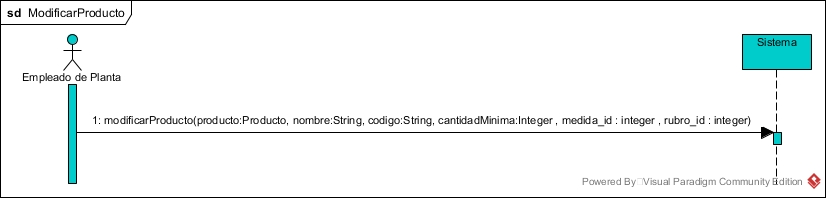 sd ModificarProducto
Empleado de Planta
Sistema
1: modificarProducto(producto:Producto, nombre:String, codigo:String, cantidadMinima:Integer , medida_id : integer , rubro_id : integer)
Powered By Visual Paradigm Community Edition